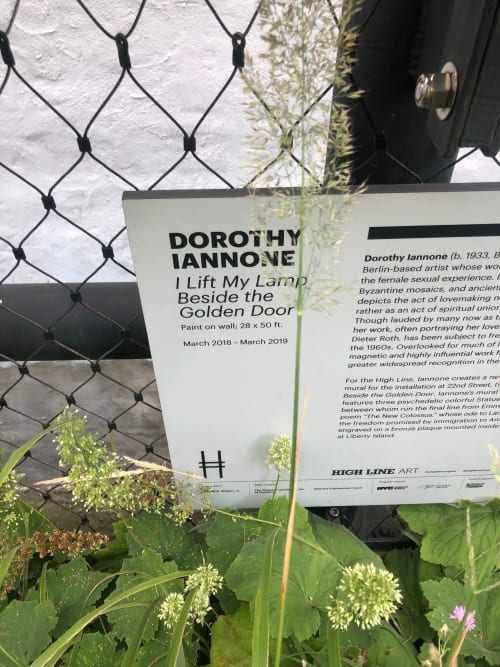 DOROTHY
IANNONE
I Lift My Lamp
Beside the
Golden Door
Paint on wall; 28 x 50 ft.
March 2018 – March 2019
Dorothy Iannone (b. 1933, B
Berlin-based artist whose wo
the female sexual experience.
Byzantine mosaics, and ancien
depicts the act of lovemaking
rather as an act of spiritual union
Though lauded by many now as
her work, often portraying her love
Dieter Roth, has been subject to fre
the 1960s. Overlooked for much of
magnetic and highly influential work
greater widespread recognition in the
For the High Line, Iannone creates a ne
mural for the installation at 22nd Street,
Beside the Golden Door. Iannone's mural
features three psychedelic colorful Statue
between whom run the final line from Emm
poem "The New Colossus," whose ode to Lad
the freedom promised by immigration to Am
engraved on a bronze plaque mounted inside
at Liberty Island.
HIGH LINE ART